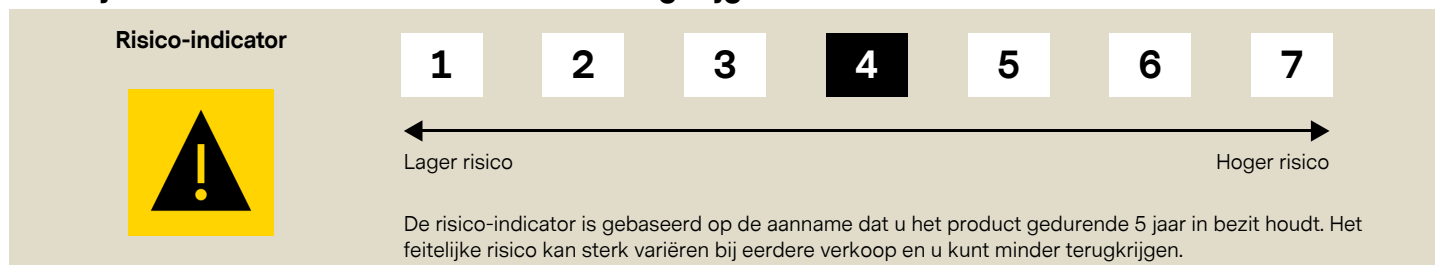 Risico-indicator
1 2 3 4 5 6 7
Lager risico Hoger risico
De risico-indicator is gebaseerd op de aanname dat u het product gedurende 5 jaar in bezit houdt. Het
feitelijke risico kan sterk variëren bij eerdere verkoop en u kunt minder terugkrijgen.